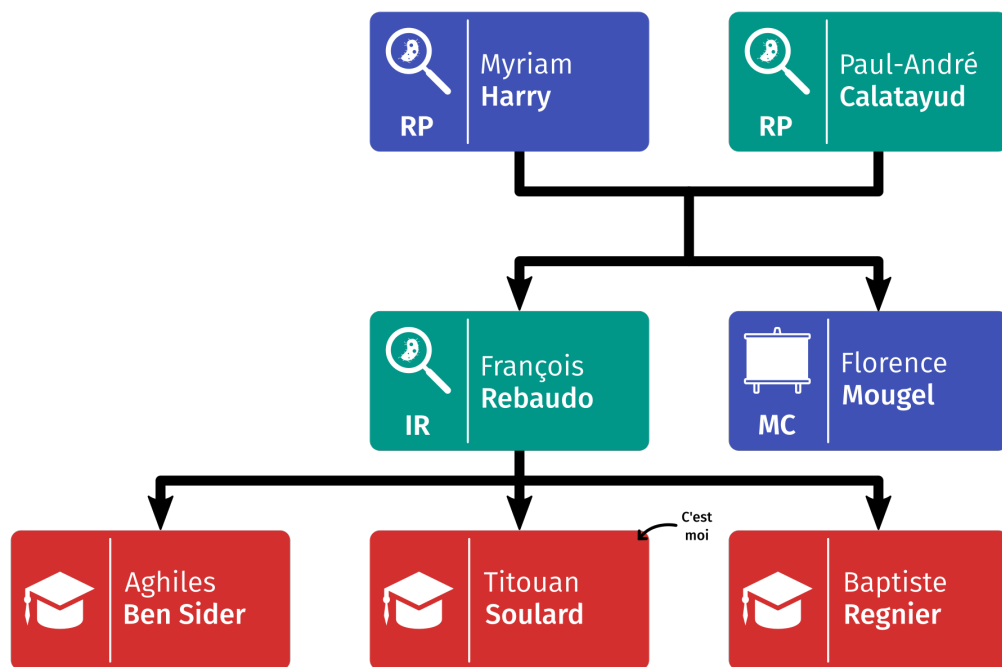 Myriam
Harry
RP
Paul-André
Calatayud
RP
François
Rebaudo
IR
Florence
Mougel
MC
C'est
moi
Aghiles
Ben Sider
Titouan
Soulard
Baptiste
Regnier